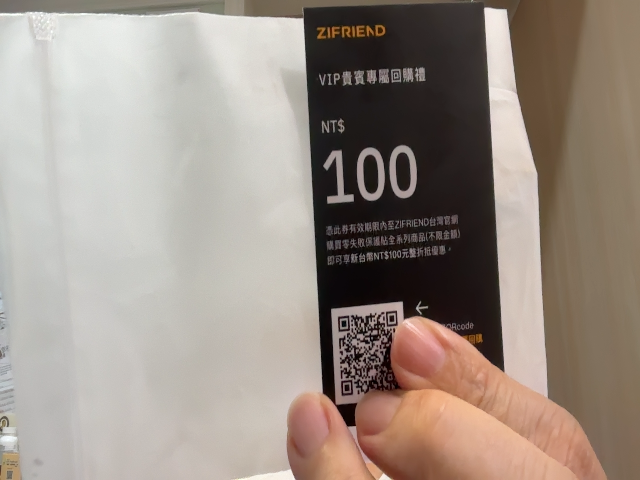 ZIFRIEND
VIP貴賓專屬回購禮
NT$
100
憑此券有效期限內至ZIFRIEND台灣官網
購買零失敗保護貼全系列商品(不限金額)
即可享新台幣NT$100元整折抵優惠。
←
QRcode
回購